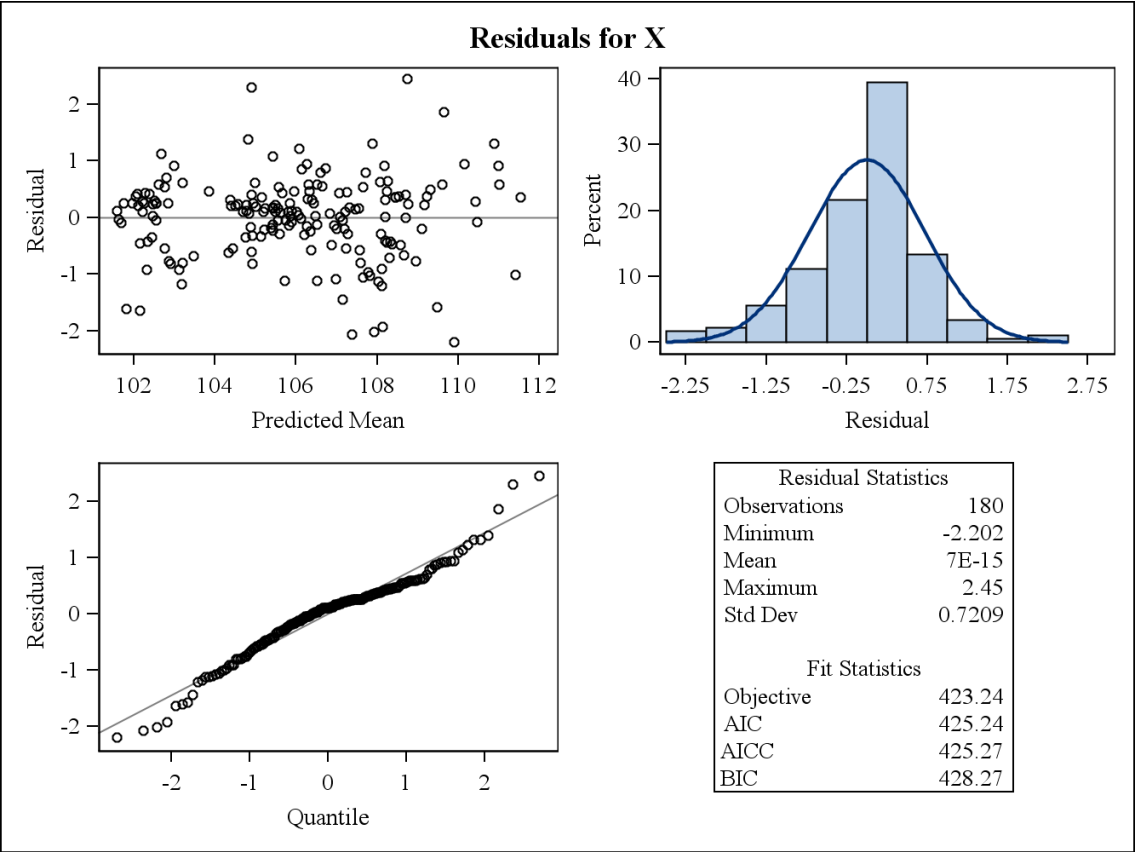 Residuals for X
2
1
0
-1
-2
Residual
102 104 106 108 110 112
Predicted Mean
40
30
20
10
0
Percent
-2.25 -1.25 -0.25 0.75 1.75 2.75
Residual
2
1
0
-1
-2
Residual
-2 -1 0 1 2
Quantile
Residual Statistics
Observations 180
Minimum -2.202
Mean 7E-15
Maximum 2.45
Std Dev 0.7209
Fit Statistics
Objective 423.24
AIC 425.24
AICC 425.27
BIC 428.27